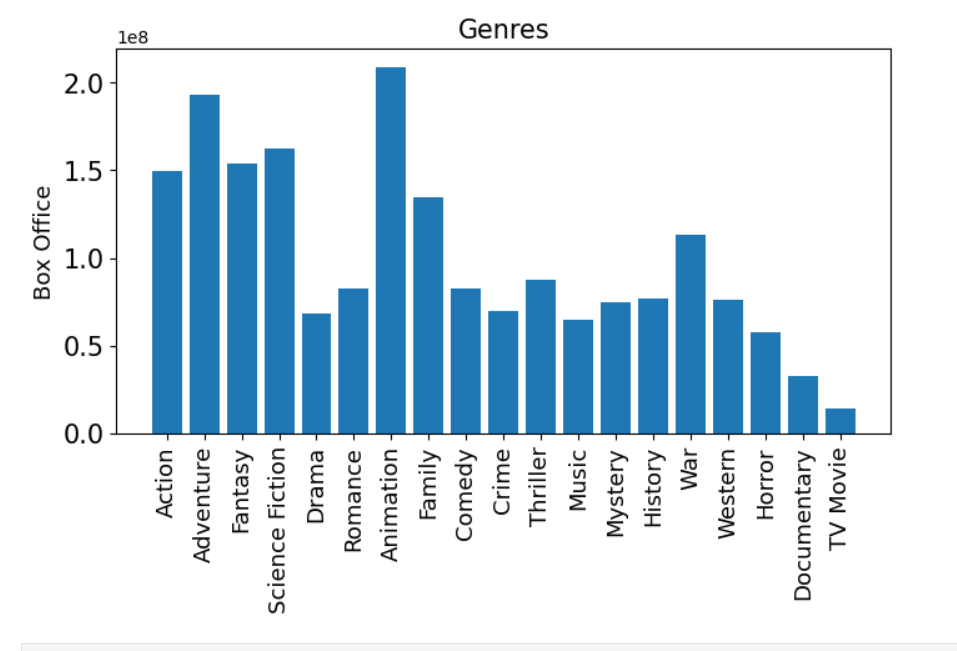 Genres
1e8
2.0
1.5
1.0
0.5
0.0
Box Office
Action
Adventure
Fantasy
Science Fiction
Drama
Romance
Animation
Family
Comedy
Crime
Thriller
Music
Mystery
History
War
Western
Horror
Documentary
TV Movie